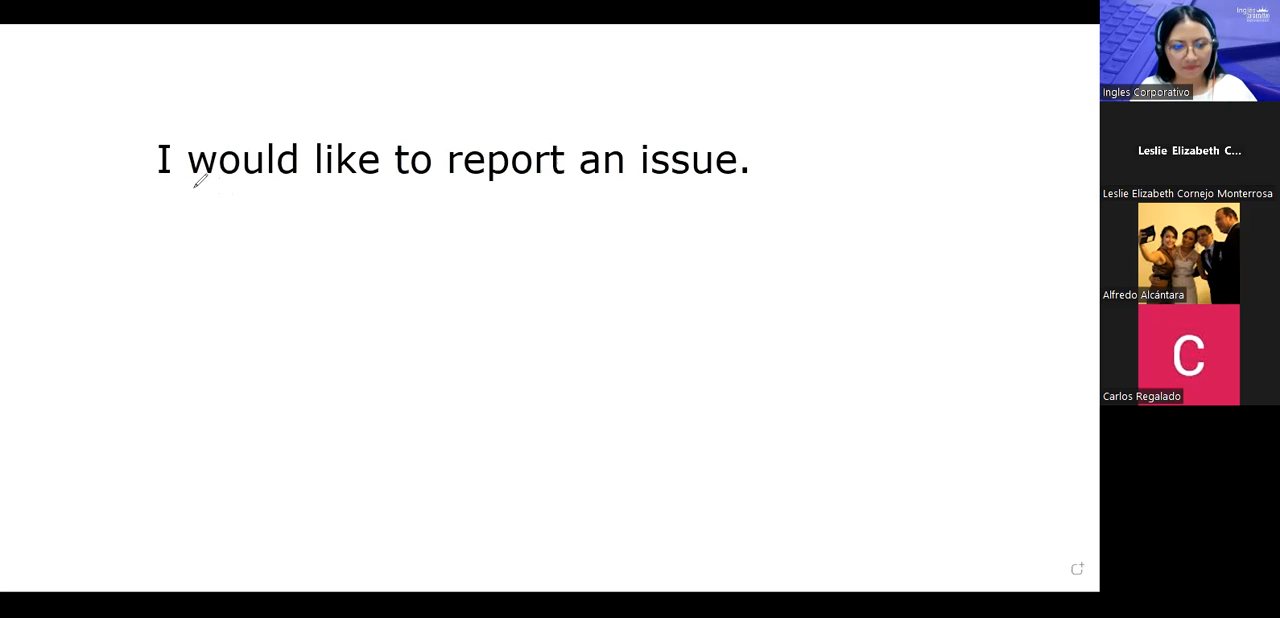 I would like to report an issue.
Ingles Corporativo
Leslie Elizabeth C...
Leslie Elizabeth Cornejo Monterrosa
Alfredo Alcántara
C
Carlos Regalado